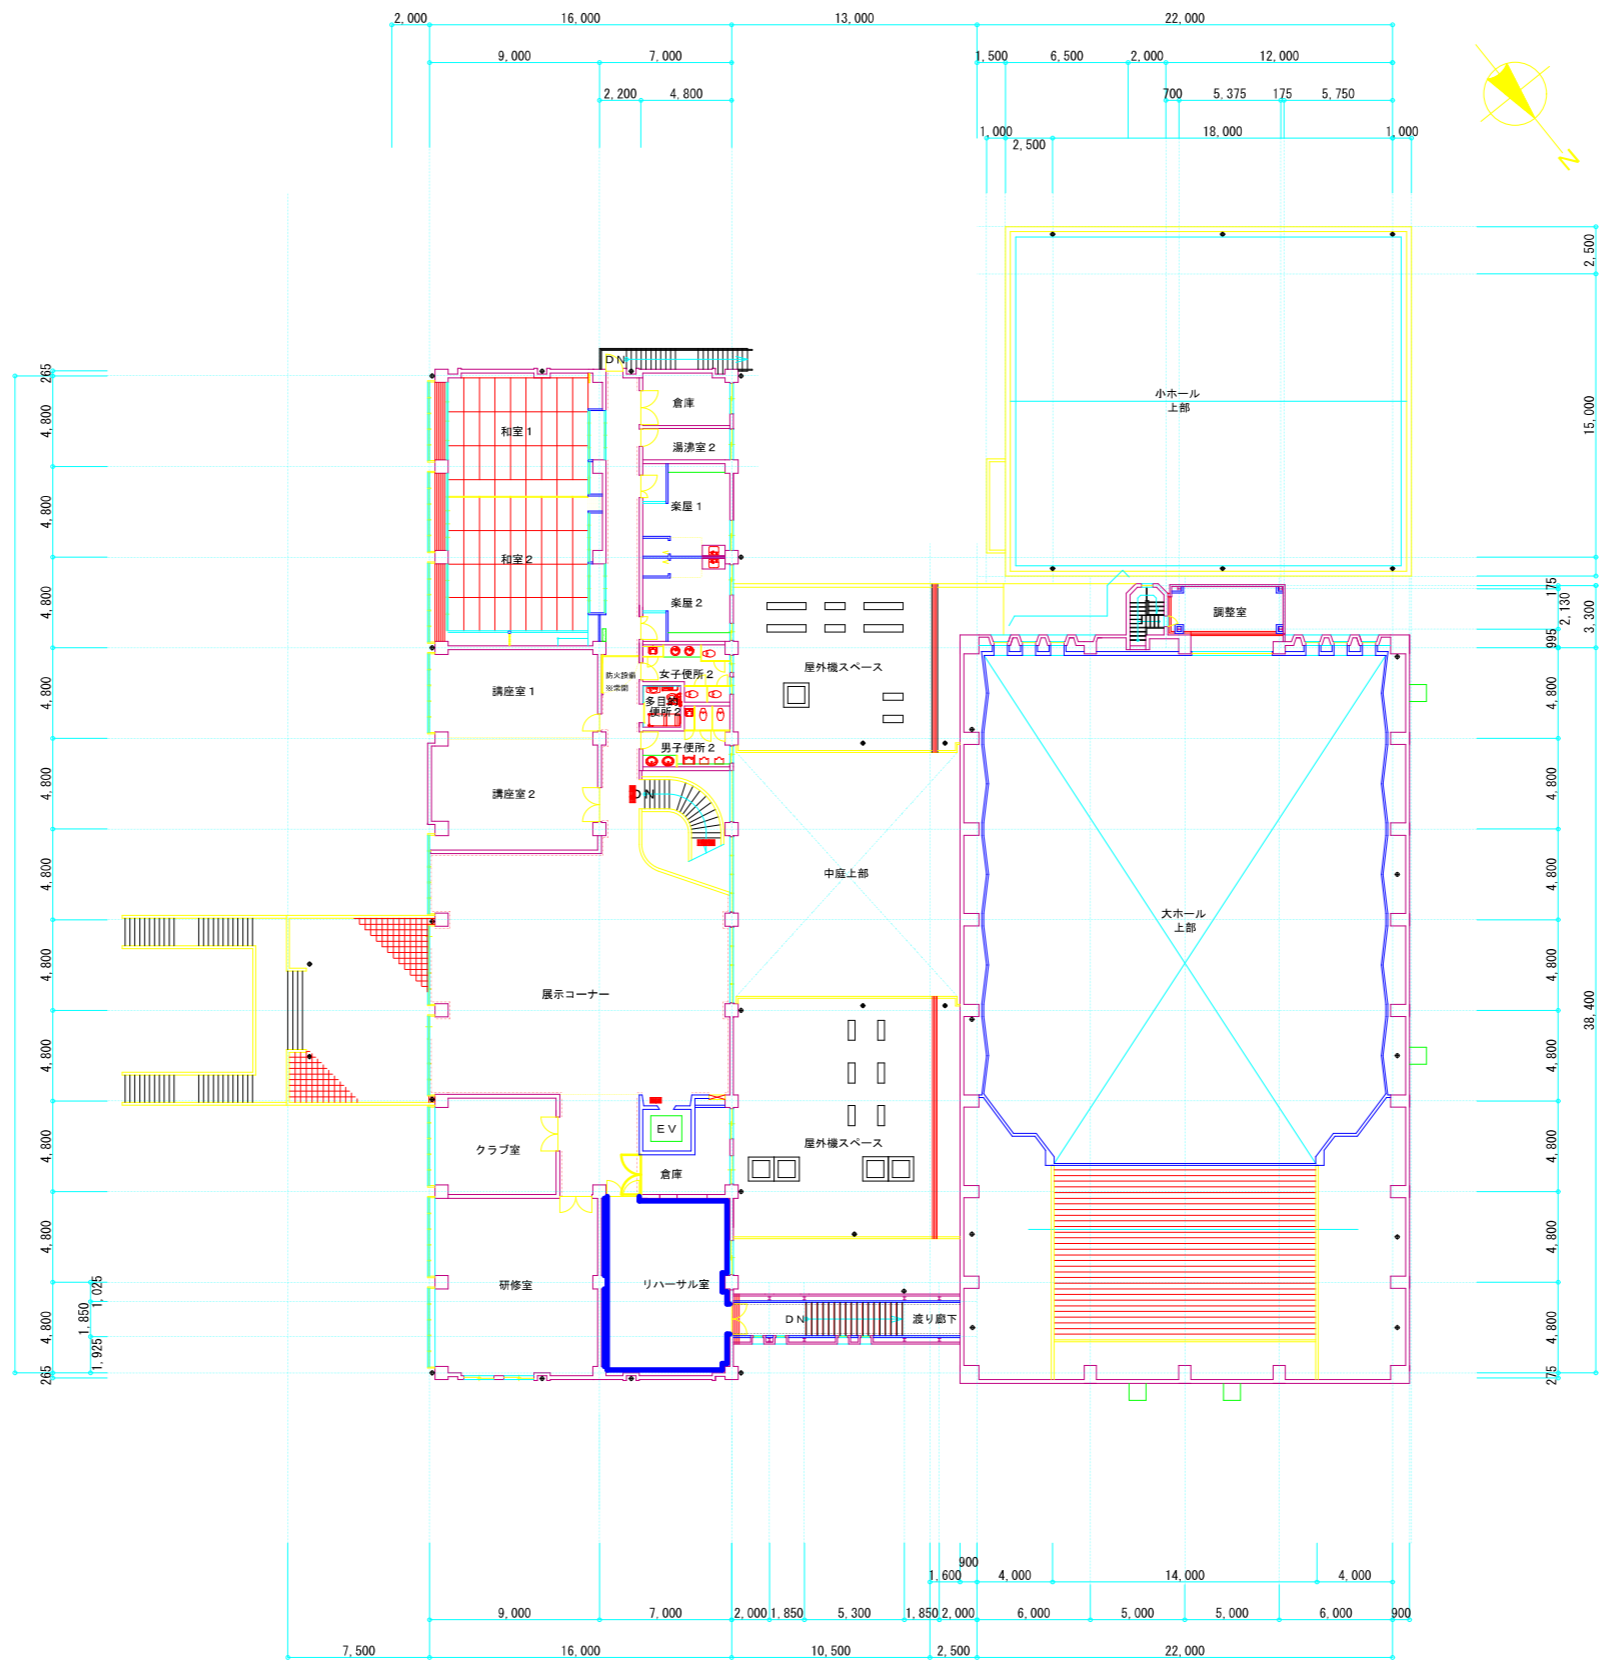 2,000 16,000 13,000 22,000
9,000 7,000 1,500 6,500 2,000 12,000
2,200 4,800 700 5,375 175 5,750
1,000 2,500 18,000 1,000
N
2,500
15,000
小ホール
上部
265
4,800
4,800
4,800
4,800
4,800
4,800
4,800
4,800
4,800
4,800
4,800
265
1,025
1,850
1,925
DN
倉庫
和室1
湯沸室2
楽屋1
和室2
楽屋2
調整室
175
2,130
3,300
995
屋外機スペース
女子便所2
防火設備
講座室1
便所2
男子便所2
講座室2
DN
中庭上部
大ホール
上部
展示コーナー
EV
屋外機スペース
クラブ室
倉庫
研修室
リハーサル室
DN
渡り廊下
4,800
4,800
4,800
4,800
4,800
4,800
4,800
4,800
275
38,400
900
1,600 4,000 14,000 4,000
9,000 7,000 2,000 1,850 5,300 1,850 2,000 6,000 5,000 5,000 6,000 900
7,500 16,000 10,500 2,500 22,000